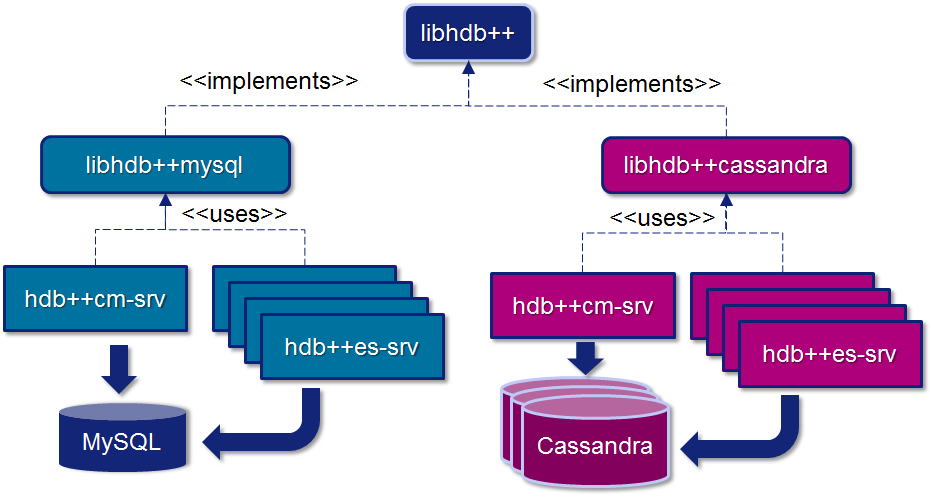 libhdb++
<<implements>>
<<implements>>
libhdb++mysql
libhdb++cassandra
<<uses>>
<<uses>>
hdb++cm-srv
hdb++es-srv
hdb++cm-srv
hdb++es-srv
MySQL
Cassandra